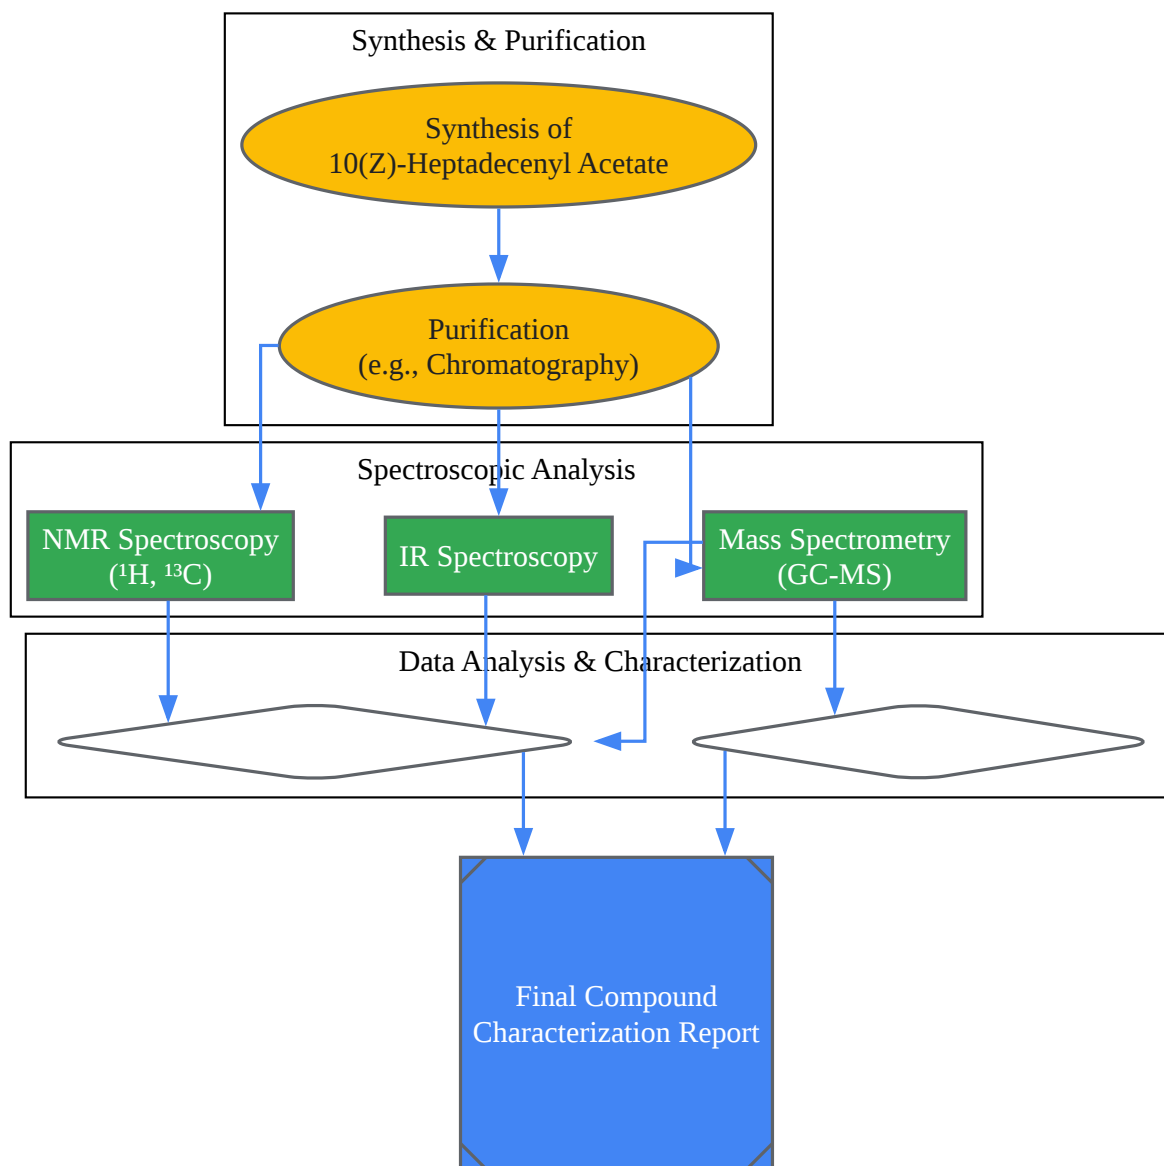 Synthesis & Purification
Synthesis of
10(Z)-Heptadecenyl Acetate
Purification
(e.g., Chromatography)
Spectroscopic Analysis
NMR Spectroscopy
(¹H, ¹³C)
IR Spectroscopy
Mass Spectrometry
(GC-MS)
Data Analysis & Characterization
Final Compound
Characterization Report